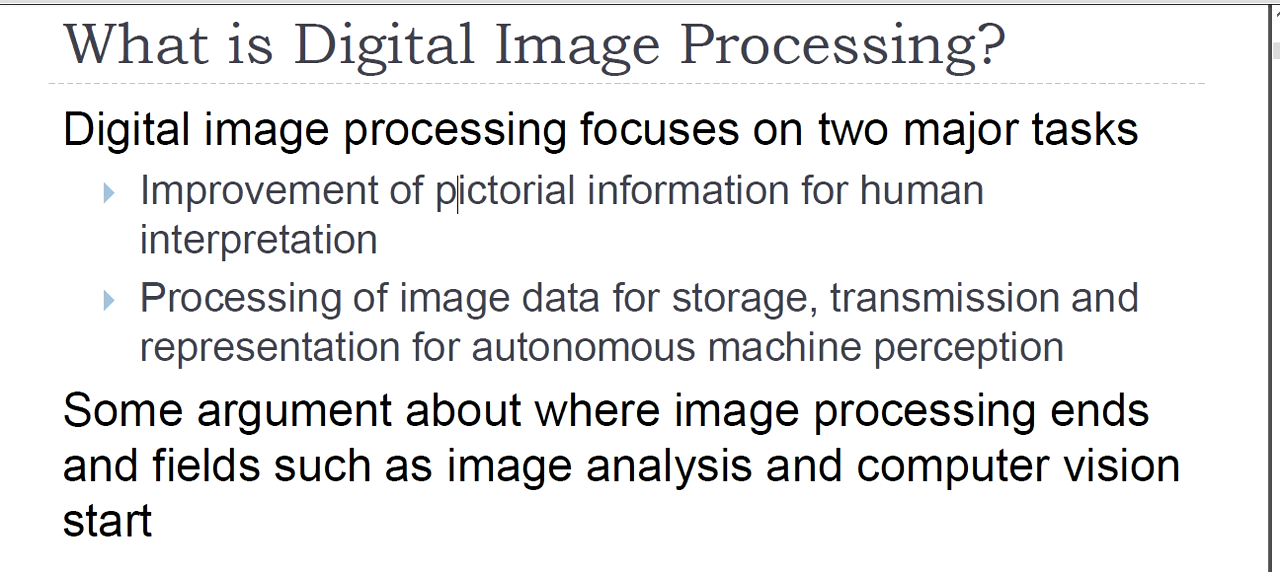 What is Digital Image Processing?
Digital image processing focuses on two major tasks
Improvement of pictorial information for human
interpretation
Processing of image data for storage, transmission and
representation for autonomous machine perception
Some argument about where image processing ends
and fields such as image analysis and computer vision
start